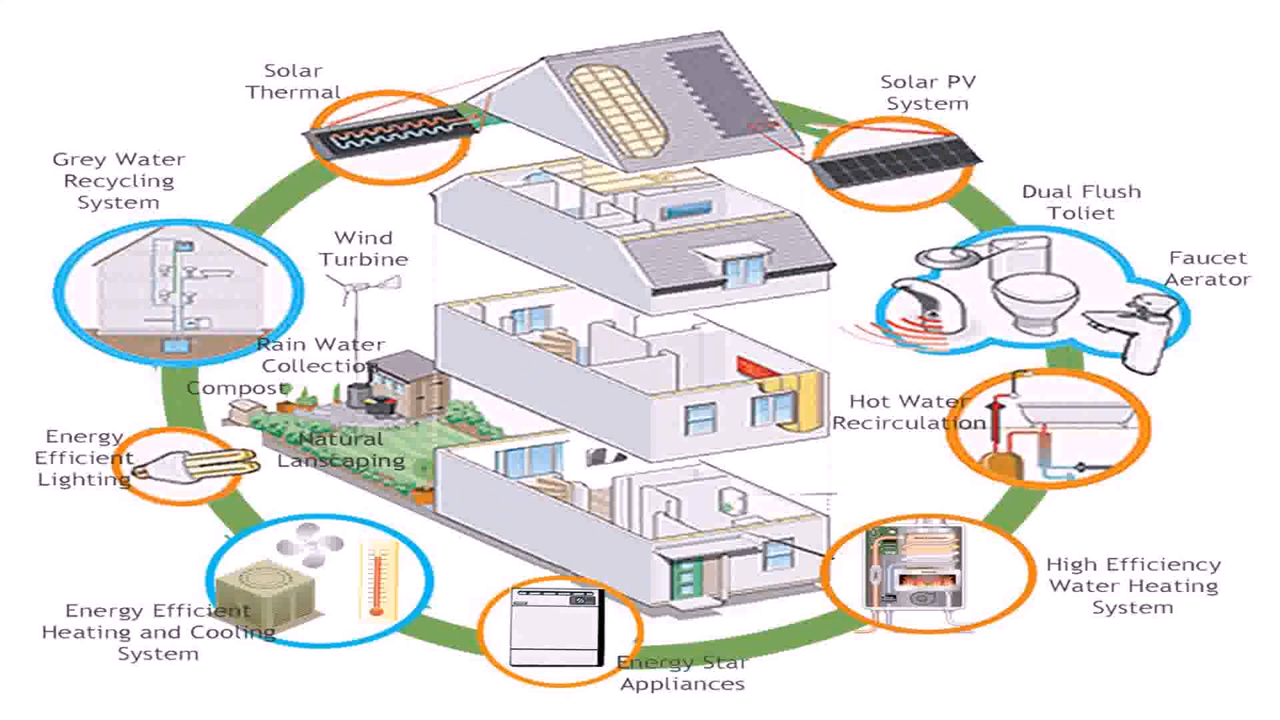 Solar
Thermal
Solar PV
System
Grey Water
Recycling
System
Dual Flush
Toliet
Wind
Turbine
Faucet
Aerator
Rain Water
Collection
Compost
Hot Water
Recirculation
Energy
Efficient
Lighting
Natural
Lanscaping
High Efficiency
Water Heating
System
Energy Efficient
Heating and Cooling
System
Energy Star
Appliances